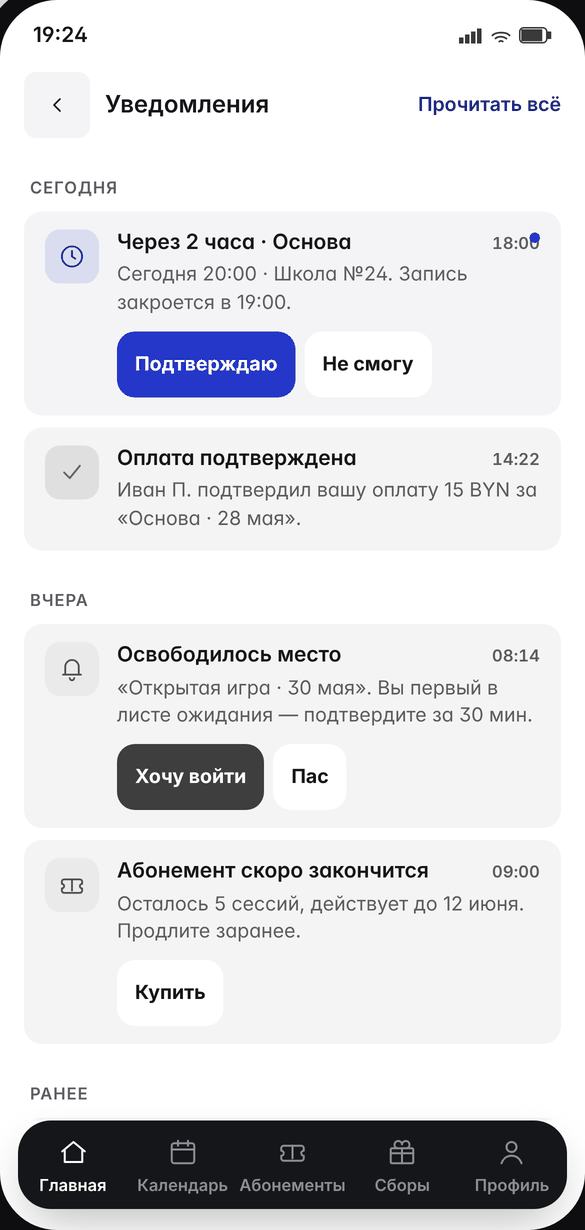 19:24
Уведомления
Прочитать всё
СЕГОДНЯ
Через 2 часа · Основа
18:00
Сегодня 20:00 · Школа №24. Запись
закроется в 19:00.
Подтверждаю
Не смогу
Оплата подтверждена
14:22
Иван П. подтвердил вашу оплату 15 BYN за
«Основа · 28 мая».
ВЧЕРА
Освободилось место
08:14
«Открытая игра · 30 мая». Вы первый в
листе ожидания — подтвердите за 30 мин.
Хочу войти
Пас
Абонемент скоро закончится
09:00
Осталось 5 сессий, действует до 12 июня.
Продлите заранее.
Купить
РАНЕЕ
Главная
Календарь
Абонементы
Сборы
Профиль